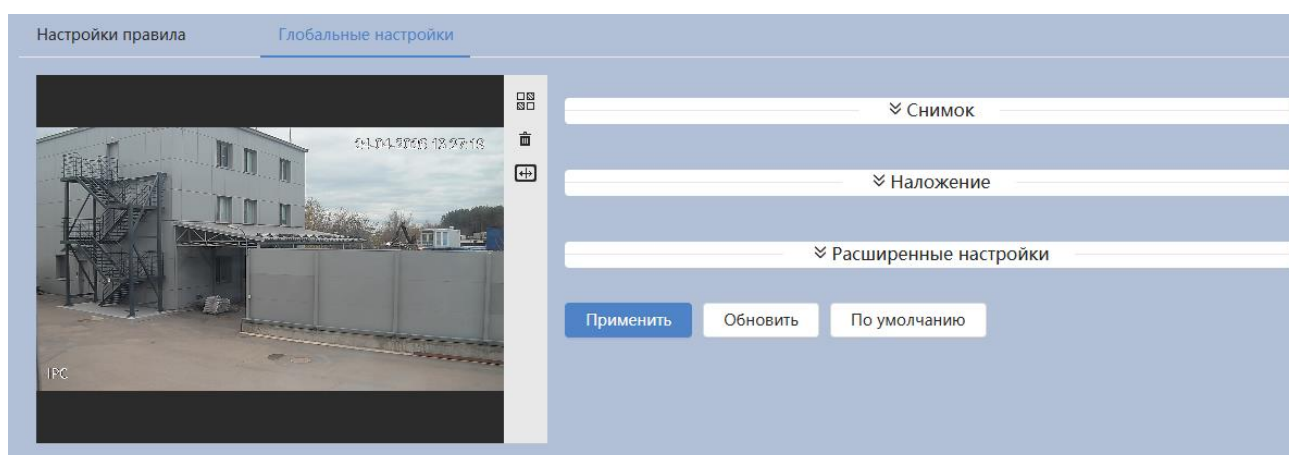 Настройки правила
Глобальные настройки
Снимок
Наложение
Расширенные настройки
Применить
Обновить
По умолчанию
IPC